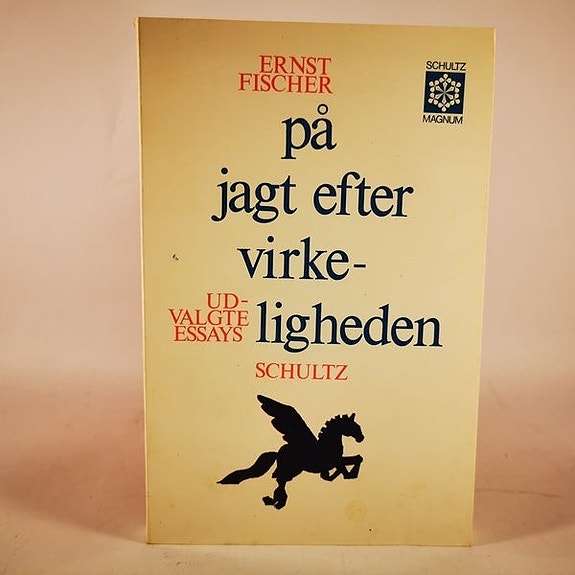 ERNST
FISCHER
SCHULTZ
MAGNUM
på
jagt efter
virke-
ligheden
UD-
VALGTE
ESSAYS
SCHULTZ